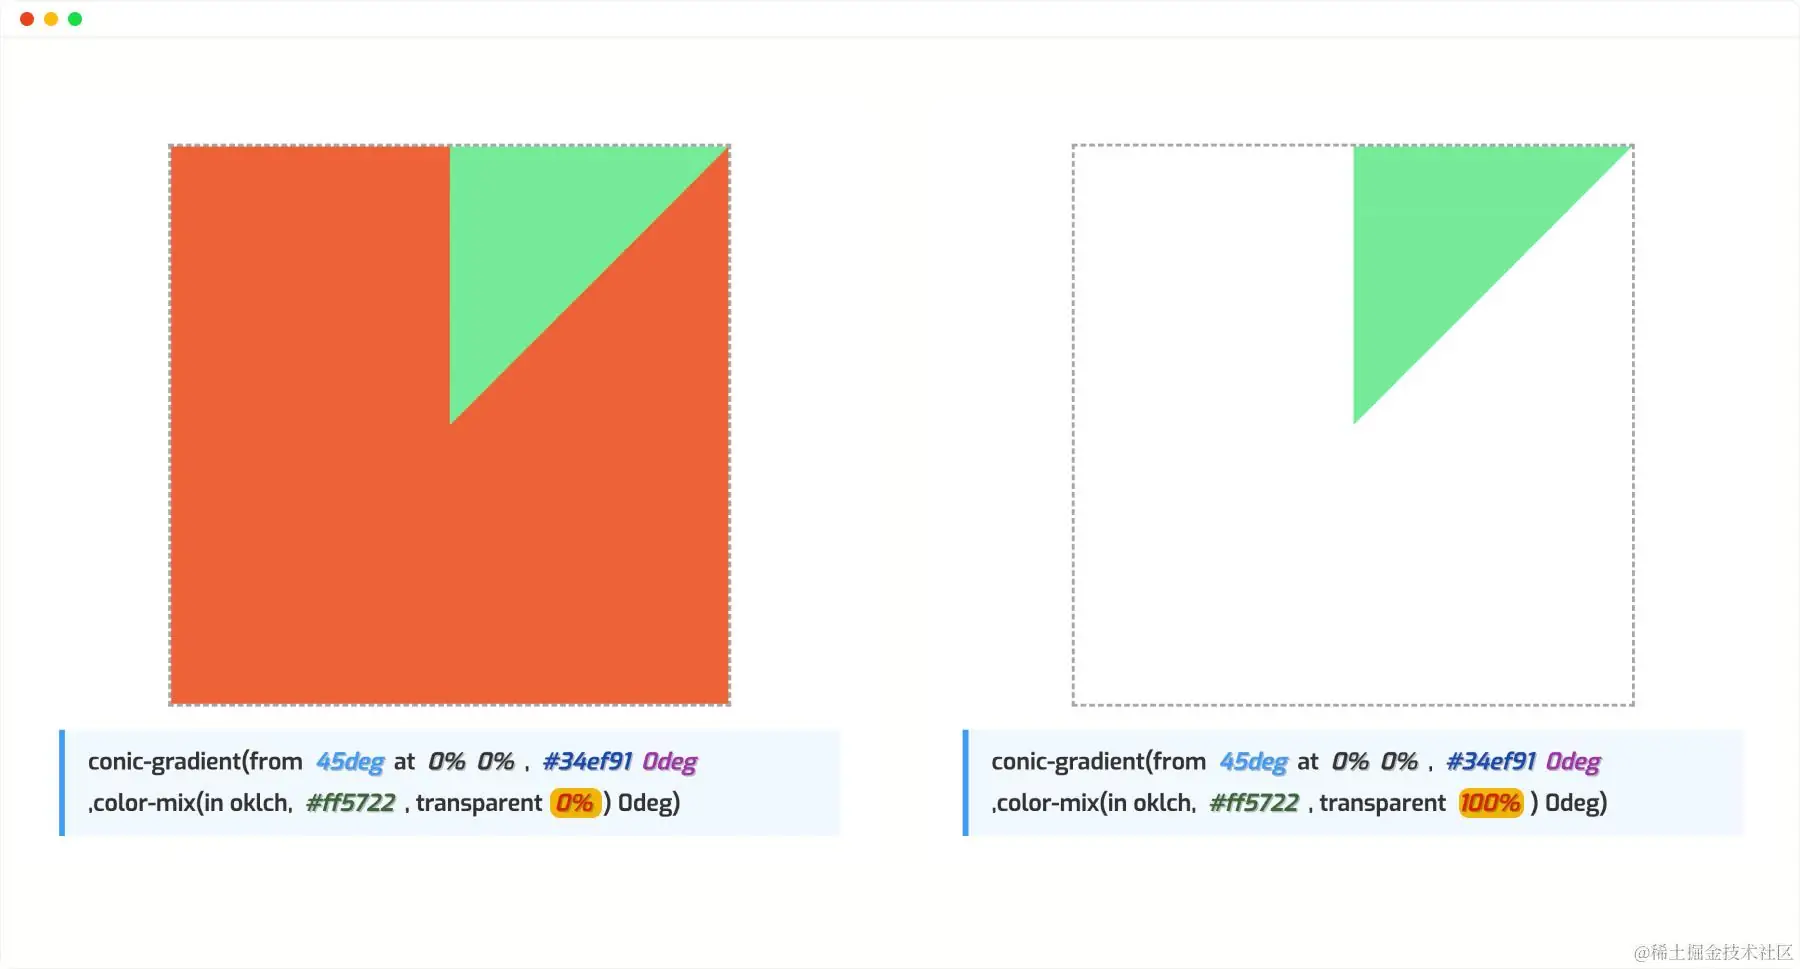 conic-gradient(from 45deg at 0% 0% , #34ef91 0deg
,color-mix(in oklch, #ff5722 , transparent 0% ) 0deg)
conic-gradient(from 45deg at 0% 0% , #34ef91 0deg
,color-mix(in oklch, #ff5722 , transparent 100% ) 0deg)
@稀土掘金技术社区